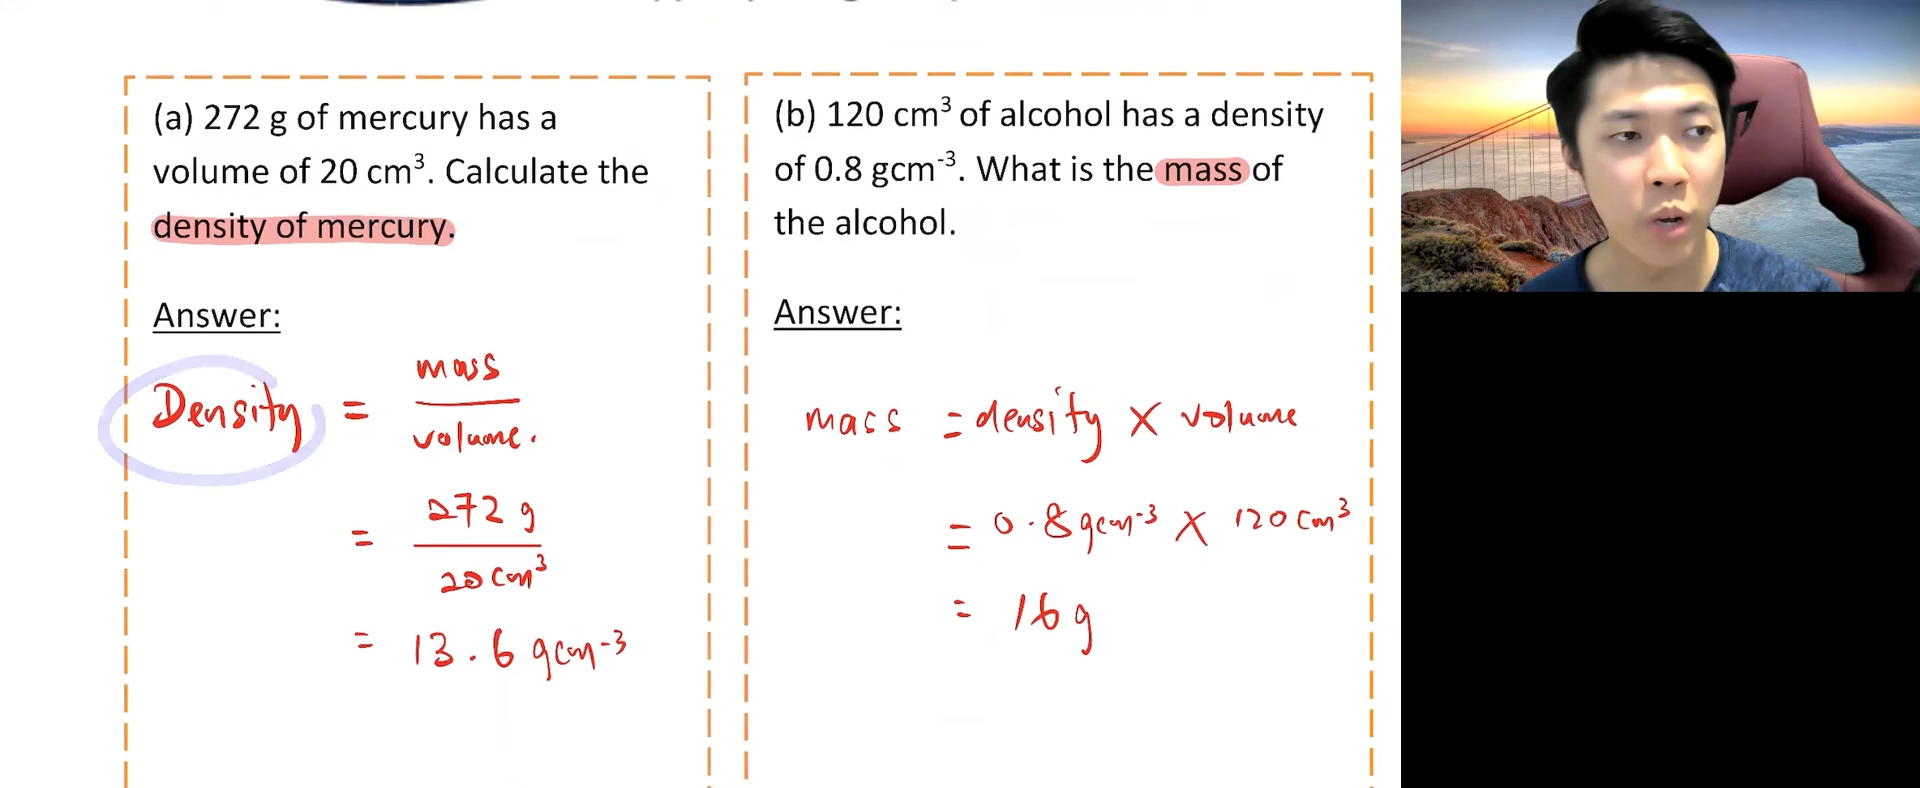 (a) 272 g of mercury has a
volume of 20 cm³. Calculate the
density of mercury.
Answer:
Density = mass
volume.
= 272 g
20 cm³
= 13.6 gcm⁻³
(b) 120 cm³ of alcohol has a density
of 0.8 gcm⁻³. What is the mass of
the alcohol.
Answer:
mass = density × volume
= 0.8 gcm⁻³ × 120 cm³
= 16 g